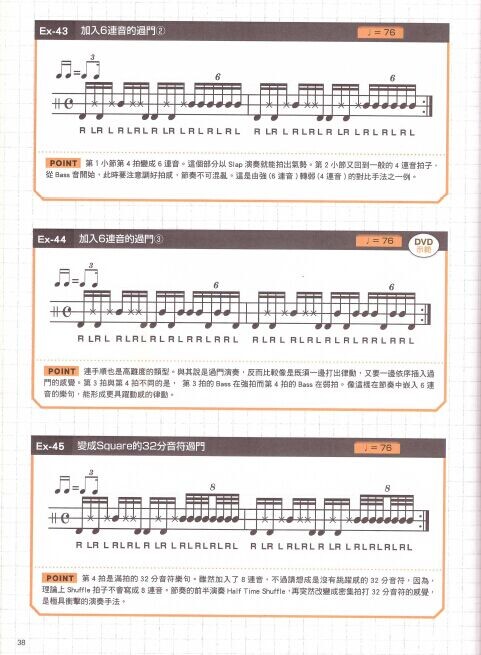 Ex-43 加入6連音的過門② ♩= 76
3
6 6
R LR L R L R L R L R L R L R L R LR L R L R L R L R L R L R L
POINT 第 1 小節第 4 拍變成 6 連音。這個部分以 Slap 演奏就能拍出氣勢。第 2 小節又回到一般的 4 連音拍子，
從 Bass 音開始，此時要注意調好拍感，節奏不可混亂。這是由強(6 連音)轉弱(4 連音)的對比手法之一例。
Ex-44 加入6連音的過門③ ♩= 76 DVD
示範
3
6 6
POINT 連手順也是高難度的類型。與其說是過門演奏，反而比較像是既須一邊打出律動，又要一邊依序插入過
門的感覺。第 3 拍與第 4 拍不同的是， 第 3 拍的 Bass 在強拍而第 4 拍的 Bass 在弱拍。像這樣在節奏中嵌入 6 連
音的樂句，能形成更具躍動感的律動。
Ex-45 變成Square的32分音符過門 ♩= 76
3
8 8
POINT 第 4 拍是滿拍的 32 分音符樂句。雖然加入了 8 連音，不過請想成是沒有跳躍感的 32 分音符，因為，
理論上 Shuffle 拍子不會寫成 8 連音。節奏的前半演奏 Half Time Shuffle，再突然改變成密集拍打 32 分音符的感覺，
是極具衝擊的演奏手法。
38